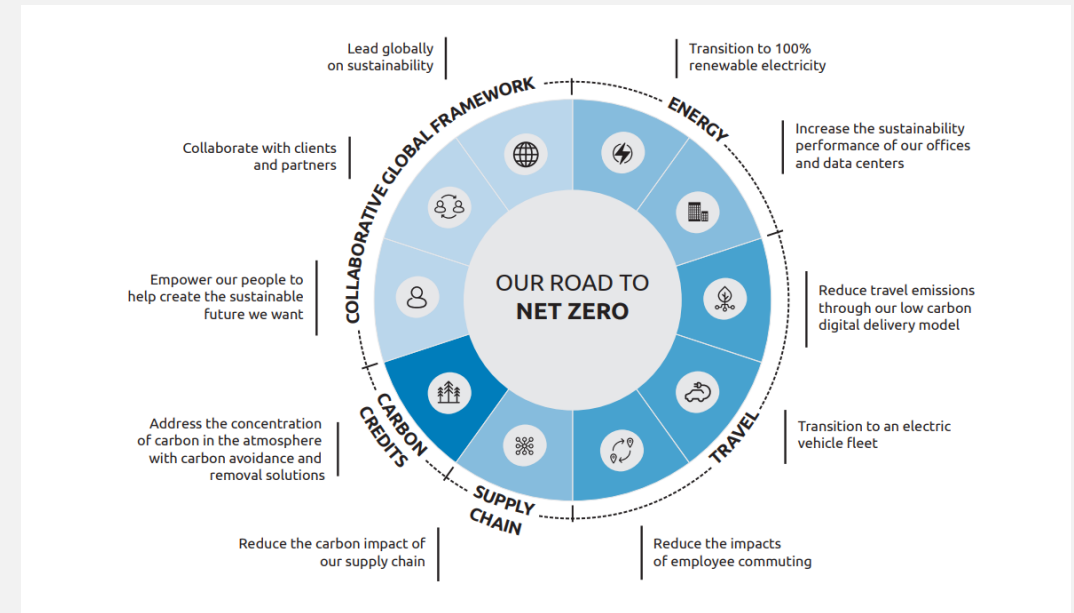 Lead globally
on sustainability
Transition to 100%
renewable electricity
COLLABORATIVE GLOBAL FRAMEWORK
ENERGY
Increase the sustainability
performance of our offices
and data centers
Collaborate with clients
and partners
Empower our people to
help create the sustainable
future we want
OUR ROAD TO
NET ZERO
Reduce travel emissions
through our low carbon
digital delivery model
CARBON
CREDITS
TRAVEL
Address the concentration
of carbon in the atmosphere
with carbon avoidance and
removal solutions
Transition to an electric
vehicle fleet
SUPPLY
CHAIN
Reduce the carbon impact of
our supply chain
Reduce the impacts
of employee commuting